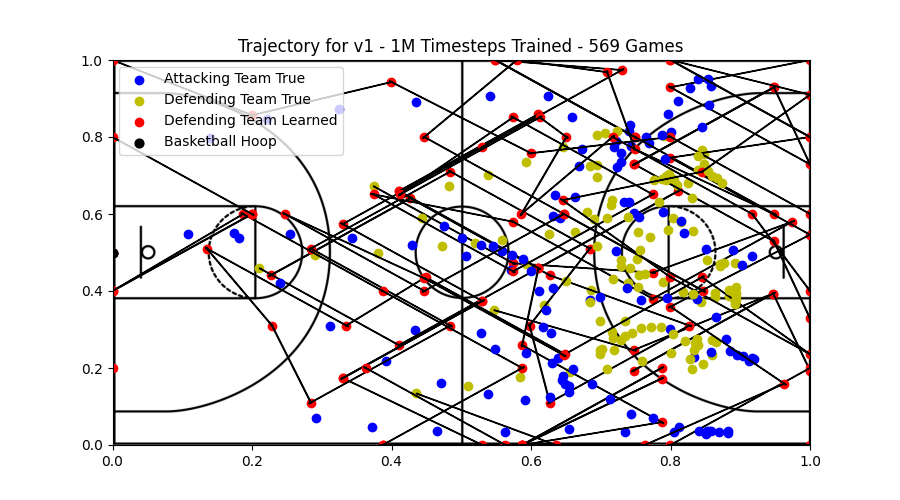 Trajectory for v1 - 1M Timesteps Trained - 569 Games
1.0
Attacking Team True
Defending Team True
Defending Team Learned
Basketball Hoop
0.8
0.6
0.4
0.2
0.0
0.0 0.2 0.4 0.6 0.8 1.0